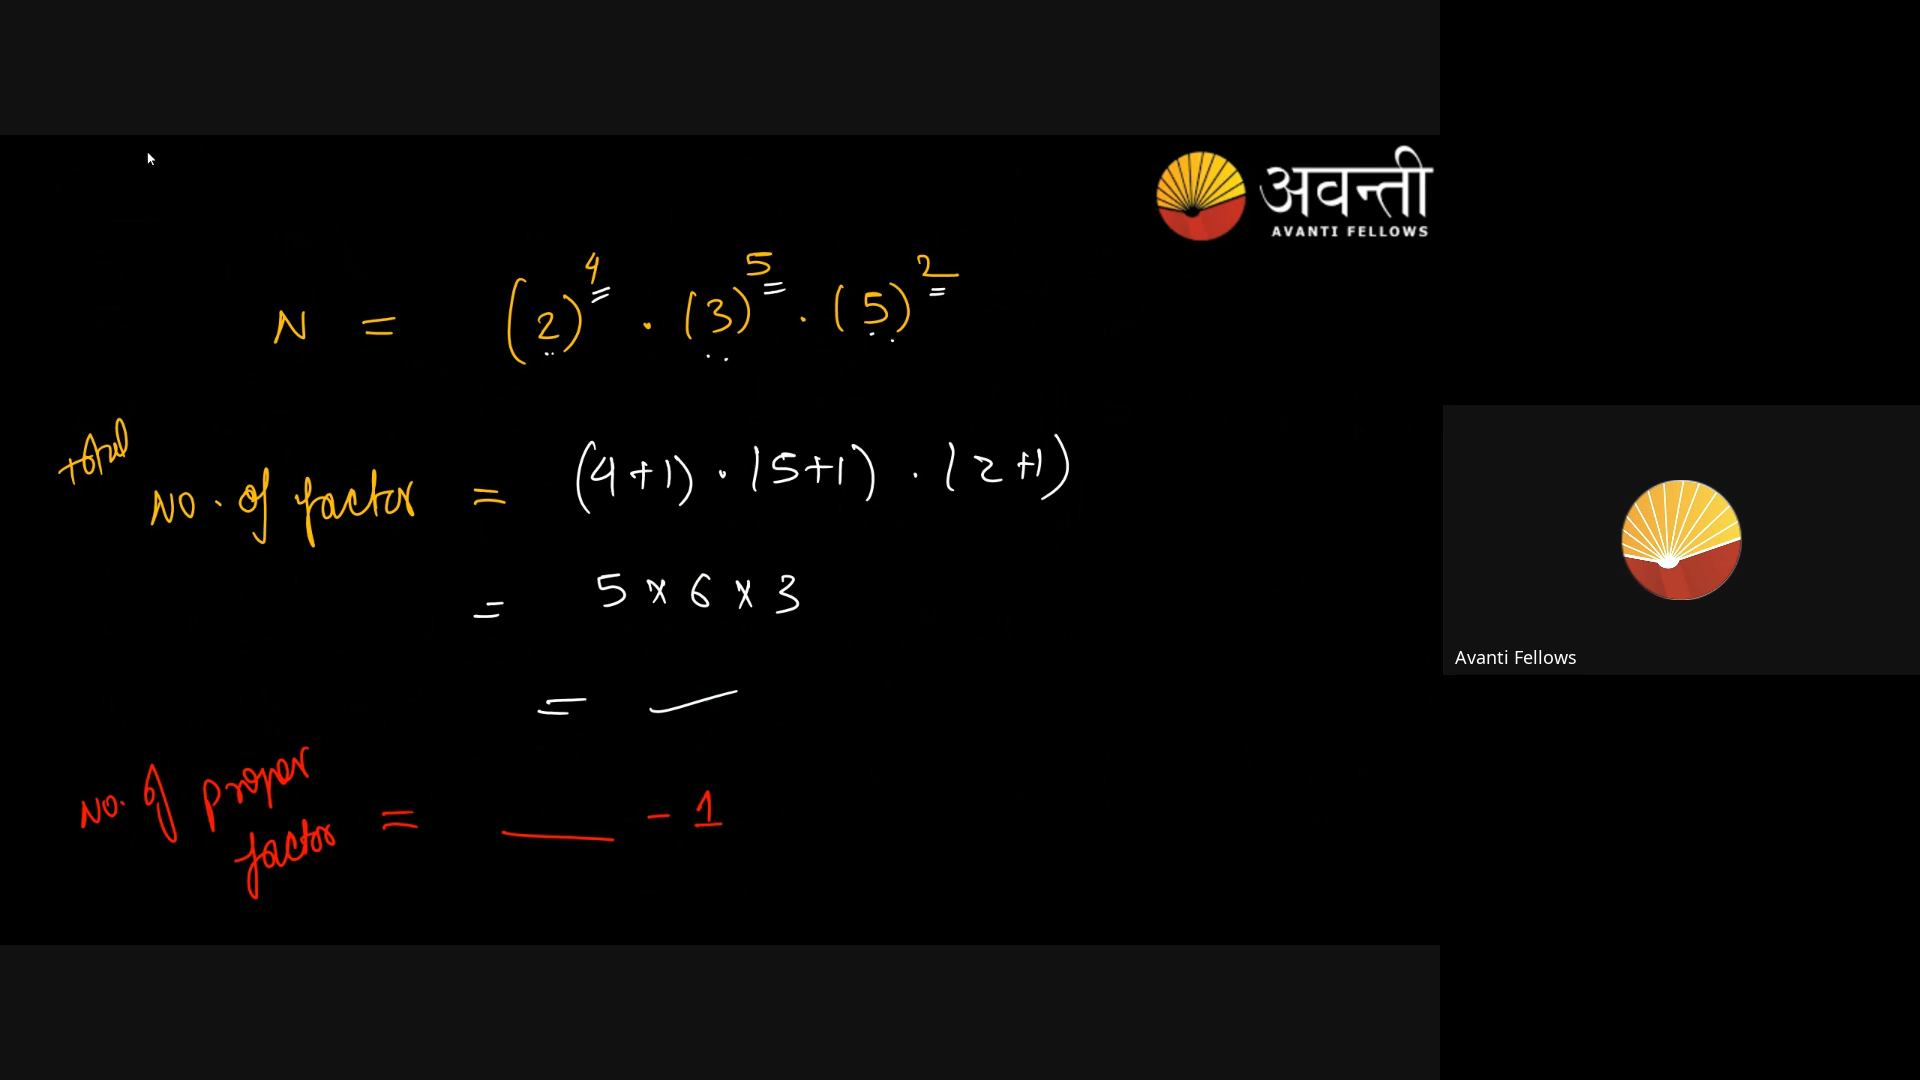 अवन्ती
AVANTI FELLOWS
N = (2)^4 · (3)^5 · (5)^2
total
No. of factor = (4+1) · (5+1) · (2+1)
= 5 × 6 × 3
=
No. of proper
factor = ___ - 1
Avanti Fellows